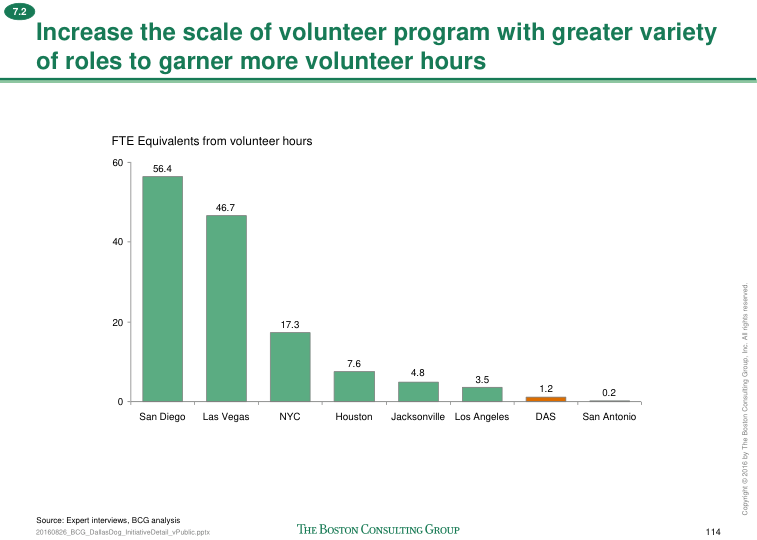 7.2
Increase the scale of volunteer program with greater variety
of roles to garner more volunteer hours
FTE Equivalents from volunteer hours
60
40
20
0
56.4
46.7
17.3
7.6
4.8
3.5
1.2
0.2
San Diego
Las Vegas
NYC
Houston
Jacksonville
Los Angeles
DAS
San Antonio
Copyright © 2016 by The Boston Consulting Group, Inc. All rights reserved.
Source: Expert interviews, BCG analysis
20160826_BCG_DallasDog_InitiativeDetail_vPublic.pptx
THE BOSTON CONSULTING GROUP
114